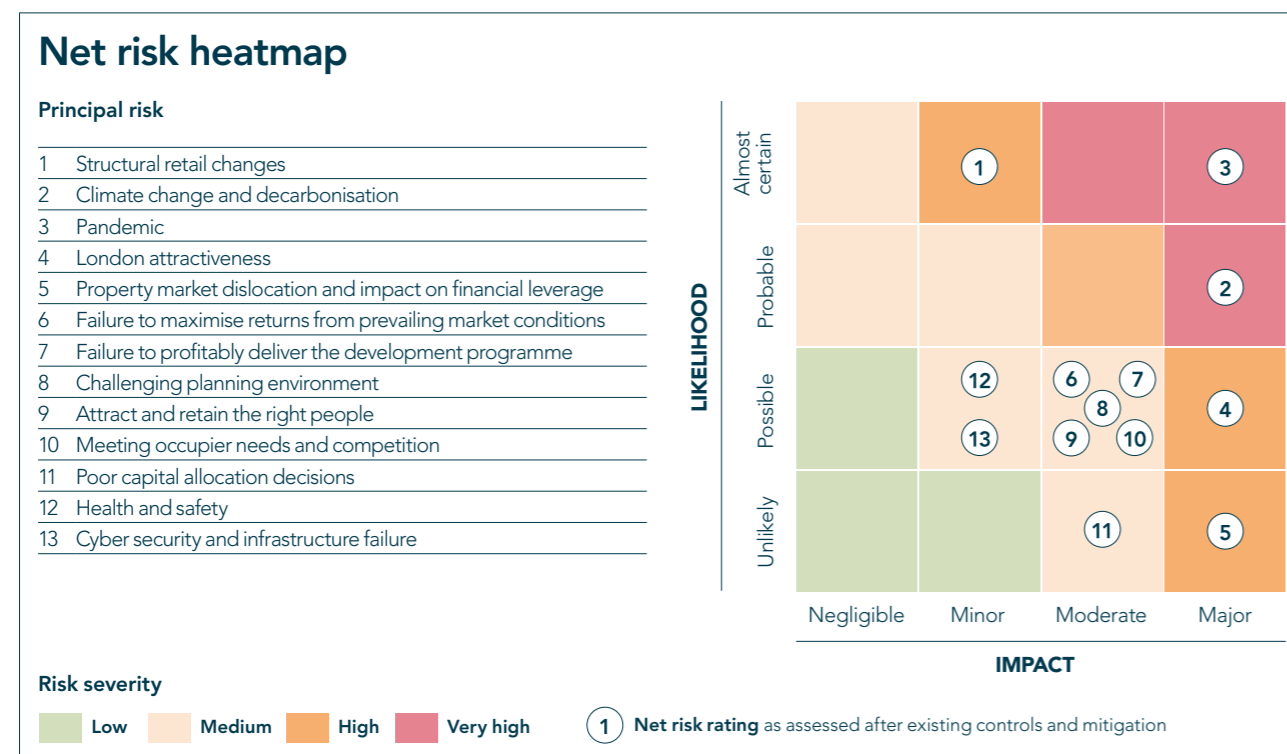 Net risk heatmap
Principal risk
1 Structural retail changes
2 Climate change and decarbonisation
3 Pandemic
4 London attractiveness
5 Property market dislocation and impact on financial leverage
6 Failure to maximise returns from prevailing market conditions
7 Failure to profitably deliver the development programme
8 Challenging planning environment
9 Attract and retain the right people
10 Meeting occupier needs and competition
11 Poor capital allocation decisions
12 Health and safety
13 Cyber security and infrastructure failure
LIKELIHOOD
Almost
certain
1 3
Probable
2
Possible
12 6 7
8 4
13 9 10
Unlikely
11 5
Negligible Minor Moderate Major
IMPACT
Risk severity
Low Medium High Very high
1 Net risk rating as assessed after existing controls and mitigation